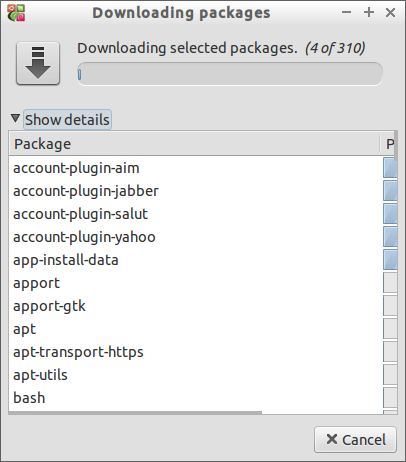 Downloading packages
Downloading selected packages. (4 of 310)
Show details
Package P
account-plugin-aim
account-plugin-jabber
account-plugin-salut
account-plugin-yahoo
app-install-data
apport
apport-gtk
apt
apt-transport-https
apt-utils
bash
Cancel